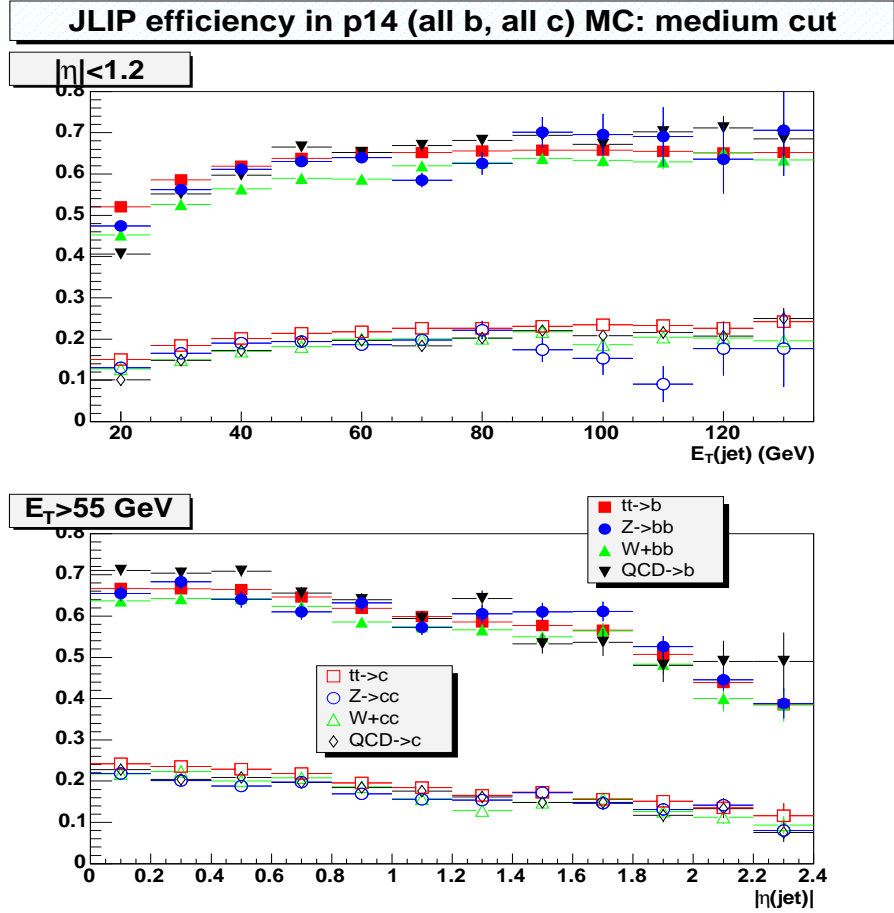 JLIP efficiency in p14 (all b, all c) MC: medium cut
|η|<1.2
0.8
0.7
0.6
0.5
0.4
0.3
0.2
0.1
0
20 40 60 80 100 120
E_T(jet) (GeV)
E_T>55 GeV
tt->b
Z->bb
W+bb
QCD->b
0.8
0.7
0.6
0.5
0.4
0.3
0.2
0.1
0
tt->c
Z->cc
W+cc
QCD->c
0 0.2 0.4 0.6 0.8 1 1.2 1.4 1.6 1.8 2 2.2 2.4
|η(jet)|